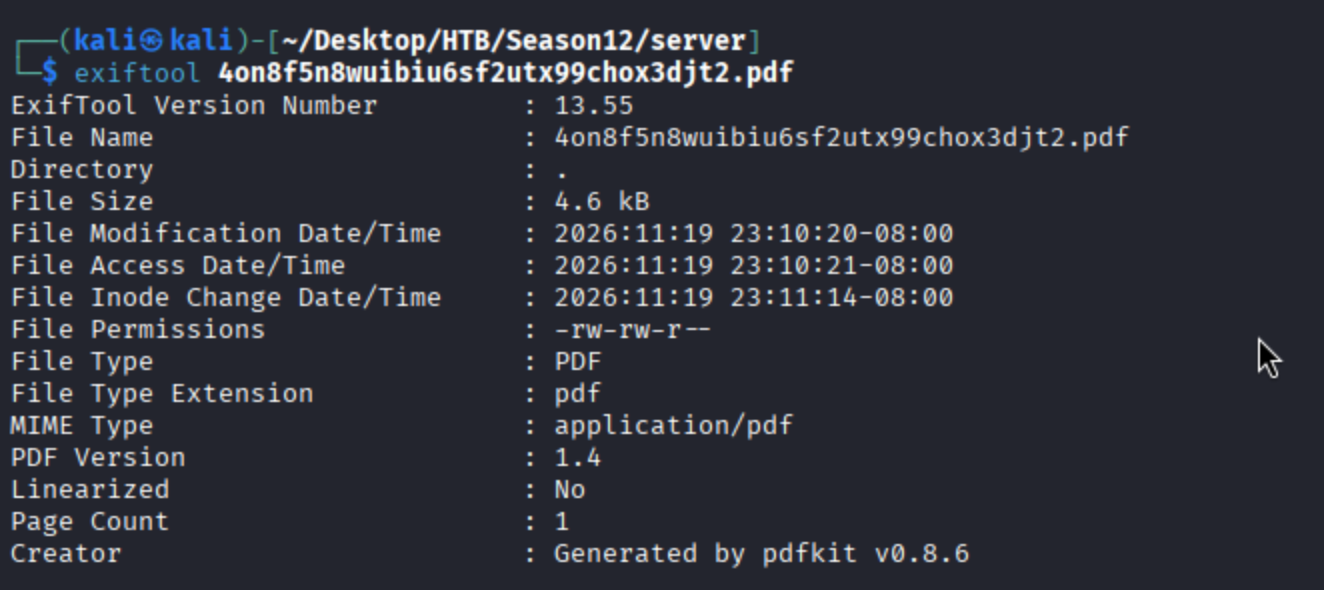 ┌──(kali㉿kali)-[~/Desktop/HTB/Season12/server]
└─$ exiftool 4on8f5n8wuibiu6sf2utx99chox3djt2.pdf
ExifTool Version Number         : 13.55
File Name                       : 4on8f5n8wuibiu6sf2utx99chox3djt2.pdf
Directory                       : .
File Size                       : 4.6 kB
File Modification Date/Time     : 2026:11:19 23:10:20-08:00
File Access Date/Time           : 2026:11:19 23:10:21-08:00
File Inode Change Date/Time     : 2026:11:19 23:11:14-08:00
File Permissions                : -rw-rw-r--
File Type                       : PDF
File Type Extension             : pdf
MIME Type                       : application/pdf
PDF Version                     : 1.4
Linearized                      : No
Page Count                      : 1
Creator                         : Generated by pdfkit v0.8.6